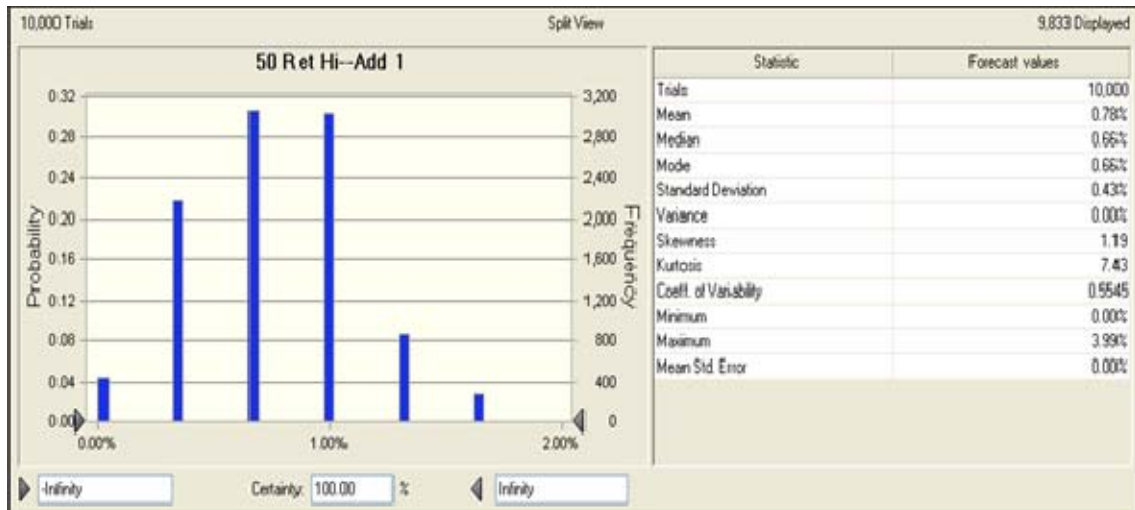 10,000 Trials Split View 9,833 Displayed
50 Ret Hi--Add 1
0.32 3,200
0.28 2,800
0.24 2,400
0.20 2,000
0.16 1,600
0.12 1,200
0.08 800
0.04 400
0.00 0
Probability
Frequency
0.00% 1.00% 2.00%
Statistic Forecast values
Trials 10,000
Mean 0.78%
Median 0.66%
Mode 0.66%
Standard Deviation 0.43%
Variance 0.00%
Skewness 1.19
Kurtosis 7.43
Coeff. of Variability 0.5545
Minimum 0.00%
Maximum 3.99%
Mean Std. Error 0.00%
-Infinity Certainty: 100.00 % Infinity